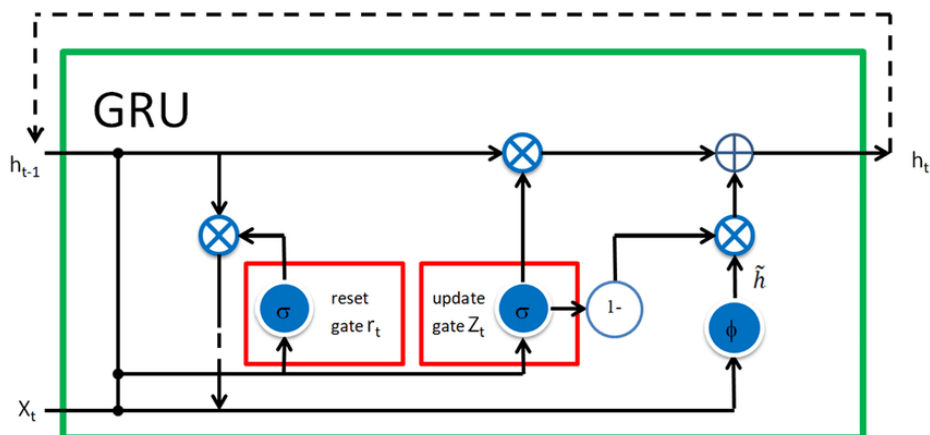 GRU
h_{t-1}
h_t
σ
reset
gate r_t
update
gate Z_t
σ
1-
h̃
ϕ
X_t